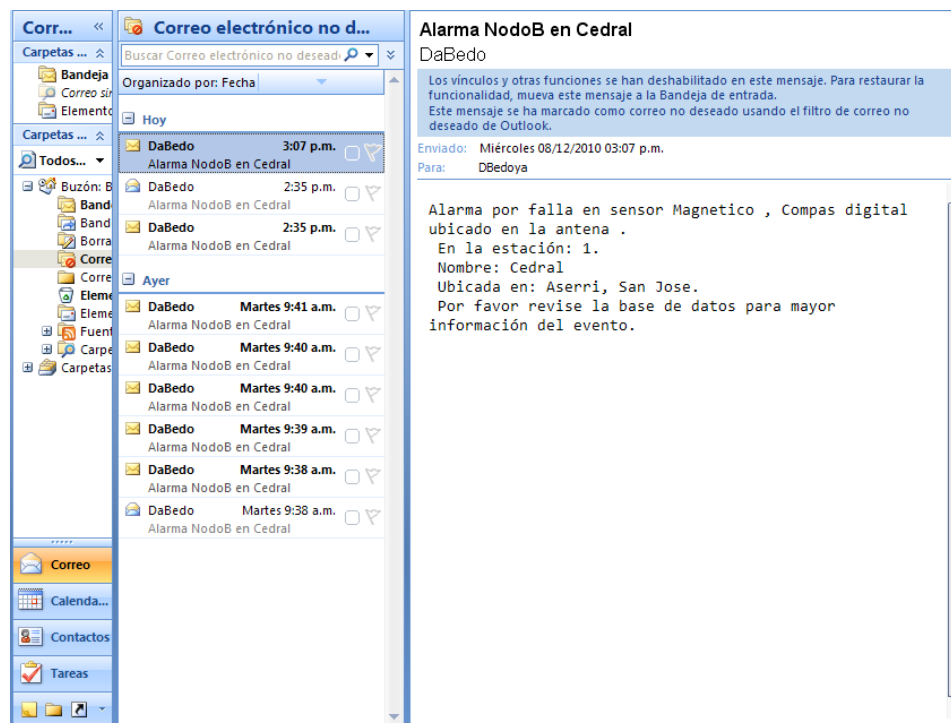 Corr... «
Carpetas ...
Bandeja
Correo sin
Elemento
Carpetas ...
Todos...
Buzón: B
Band
Band
Borra
Corre
Corre
Eleme
Eleme
Fuent
Carpe
Carpetas
Correo
Calenda...
Contactos
Tareas
Correo electrónico no d...
Buscar Correo electrónico no desead
Organizado por: Fecha
Hoy
DaBedo 3:07 p.m.
Alarma NodoB en Cedral
DaBedo 2:35 p.m.
Alarma NodoB en Cedral
DaBedo 2:35 p.m.
Alarma NodoB en Cedral
Ayer
DaBedo Martes 9:41 a.m.
Alarma NodoB en Cedral
DaBedo Martes 9:40 a.m.
Alarma NodoB en Cedral
DaBedo Martes 9:40 a.m.
Alarma NodoB en Cedral
DaBedo Martes 9:39 a.m.
Alarma NodoB en Cedral
DaBedo Martes 9:38 a.m.
Alarma NodoB en Cedral
DaBedo Martes 9:38 a.m.
Alarma NodoB en Cedral
Alarma NodoB en Cedral
DaBedo
Los vínculos y otras funciones se han deshabilitado en este mensaje. Para restaurar la
funcionalidad, mueva este mensaje a la Bandeja de entrada.
Este mensaje se ha marcado como correo no deseado usando el filtro de correo no
deseado de Outlook.
Enviado: Miércoles 08/12/2010 03:07 p.m.
Para: DBedoya
Alarma por falla en sensor Magnetico , Compas digital
ubicado en la antena .
En la estación: 1.
Nombre: Cedral
Ubicada en: Aserri, San Jose.
Por favor revise la base de datos para mayor
información del evento.